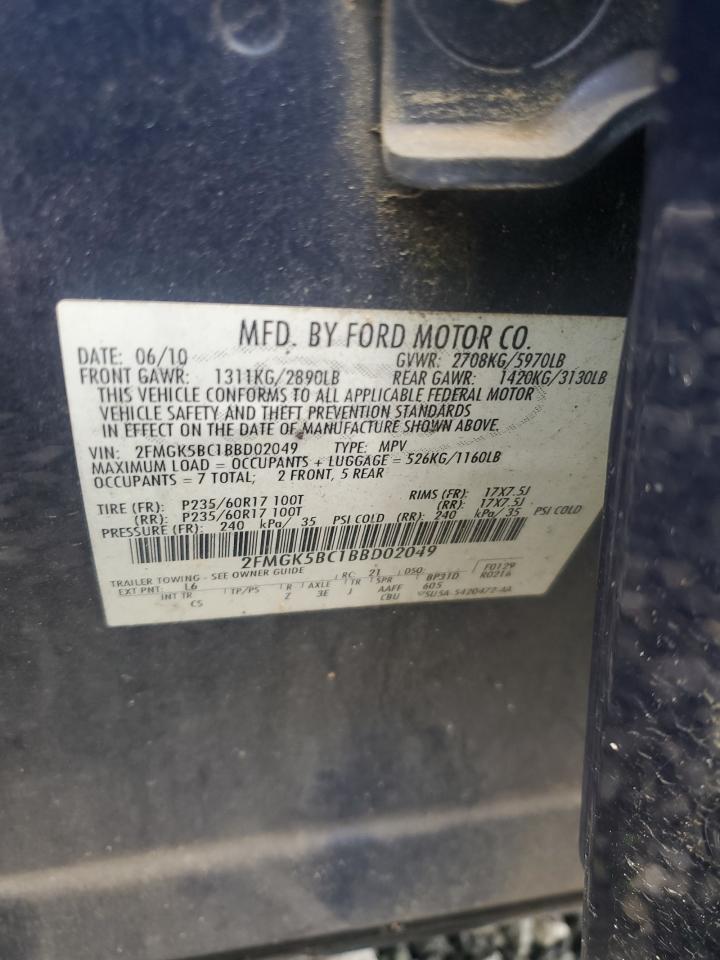 MFD. BY FORD MOTOR CO.
DATE: 06/10 GVWR: 2708KG/5970LB
FRONT GAWR: 1311KG/2890LB REAR GAWR: 1420KG/3130LB
THIS VEHICLE CONFORMS TO ALL APPLICABLE FEDERAL MOTOR
VEHICLE SAFETY AND THEFT PREVENTION STANDARDS
IN EFFECT ON THE DATE OF MANUFACTURE SHOWN ABOVE.
VIN: 2FMGK5BC1BBD02049 TYPE: MPV
MAXIMUM LOAD = OCCUPANTS + LUGGAGE = 526KG/1160LB
OCCUPANTS = 7 TOTAL; 2 FRONT, 5 REAR
TIRE (FR): P235/60R17 100T RIMS (FR): 17X7.5J
(RR): P235/60R17 100T (RR): 17X7.5J
PRESSURE (FR): 240 kPa/ 35 PSI COLD (RR): 240 kPa/ 35 PSI COLD
2FMGK5BC1BBD02049
TRAILER TOWING - SEE OWNER GUIDE RC: 21 DSO: F0129
EXT PNT: L6 TP/PS R AXLE TR SPR BP31D R0216
INT TR CS Z 3E J AAFF 605
CBU 5U5A-5420472-AA